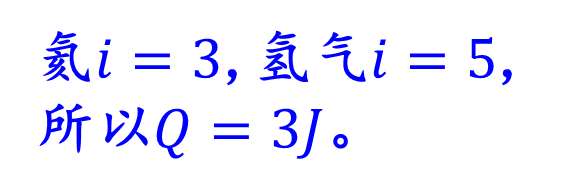 氦i = 3, 氢气i = 5,
所以Q = 3J。